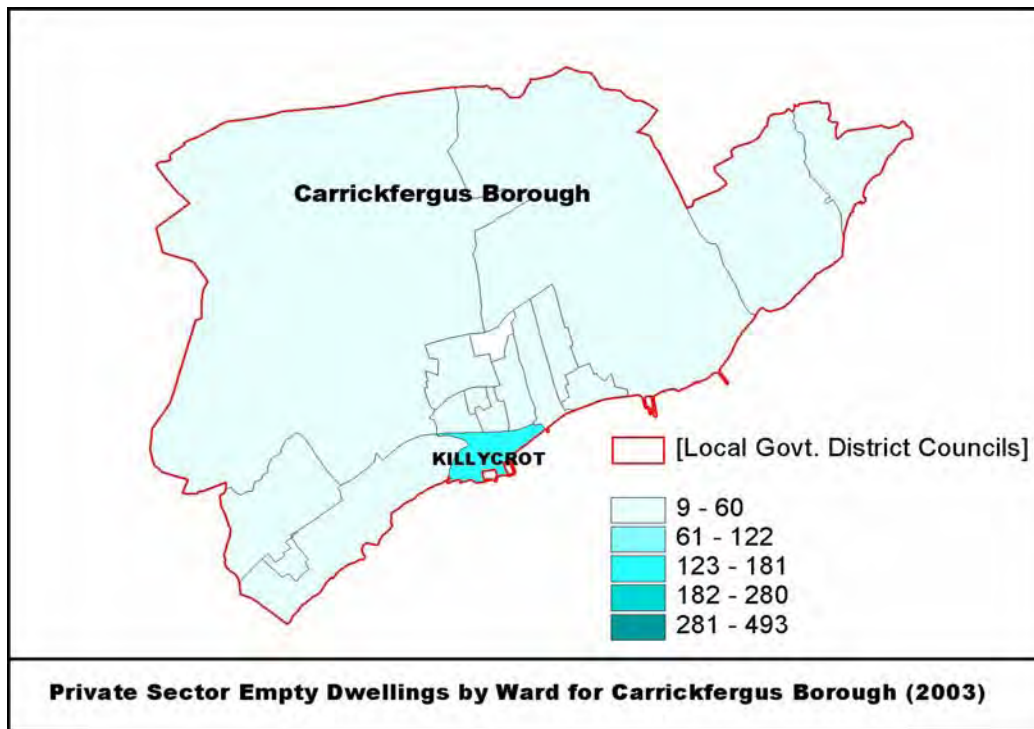 Carrickfergus Borough
KILLYCROT
[Local Govt. District Councils]
9 - 60
61 - 122
123 - 181
182 - 280
281 - 493
Private Sector Empty Dwellings by Ward for Carrickfergus Borough (2003)